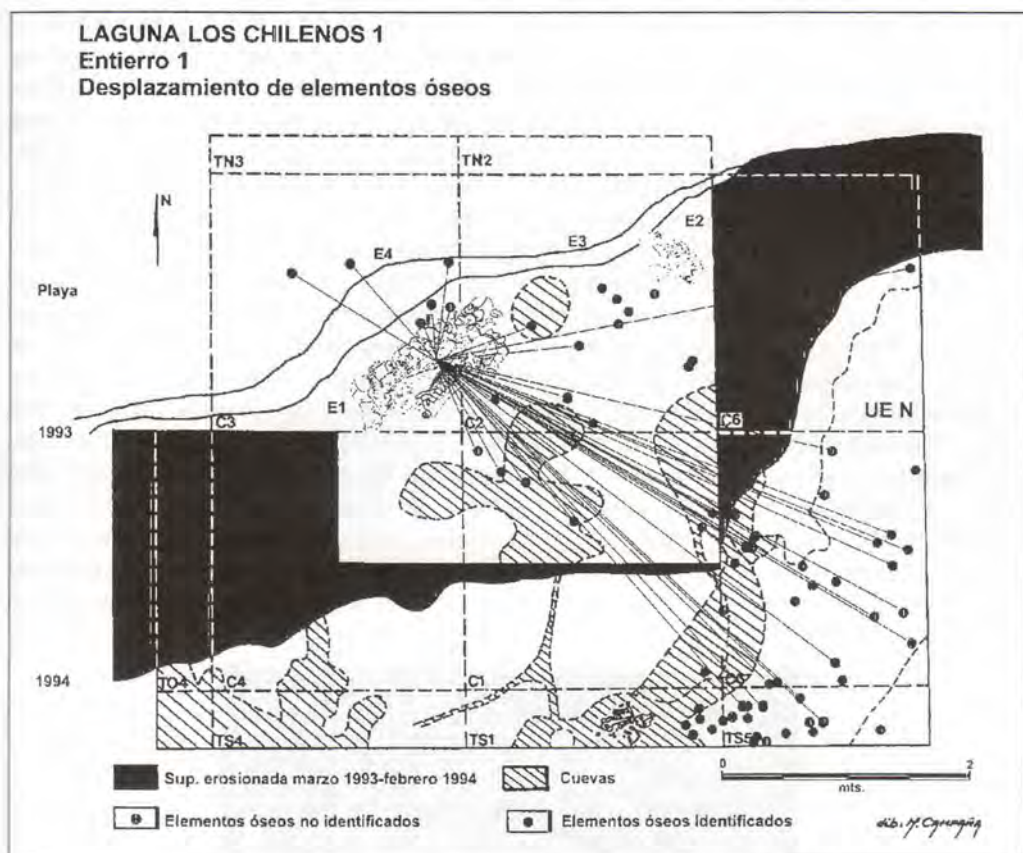 LAGUNA LOS CHILENOS 1
Entierro 1
Desplazamiento de elementos óseos
TN3 TN2
N
E4 E3 E2
Playa
E1
C3 C2 C6 UE N
1993
1994
TO4 C4 C1
TS4 TS1 TS5
Sup. erosionada marzo 1993-febrero 1994
Cuevas
0 2
mts.
Elementos óseos no identificados
Elementos óseos identificados
dib. M. CAMPAÑA